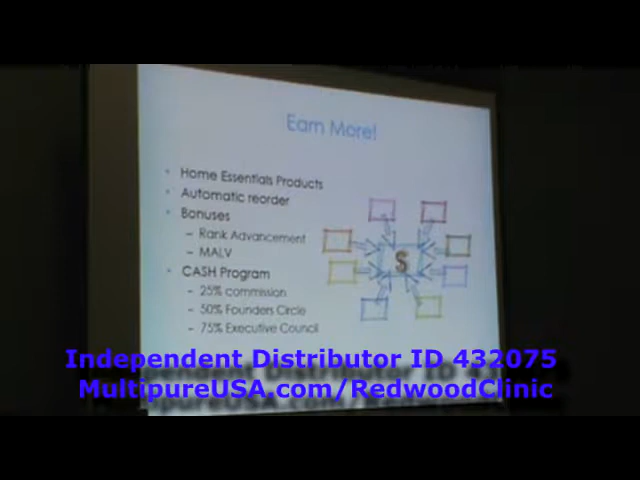 Earn More!
Home Essentials Products
Automatic reorder
Bonuses
– Rank Advancement
– MALV
CASH Program
– 25% commission
– 50% Founders Circle
– 75% Executive Council
$
Independent Distributor ID 432075
MultipureUSA.com/RedwoodClinic